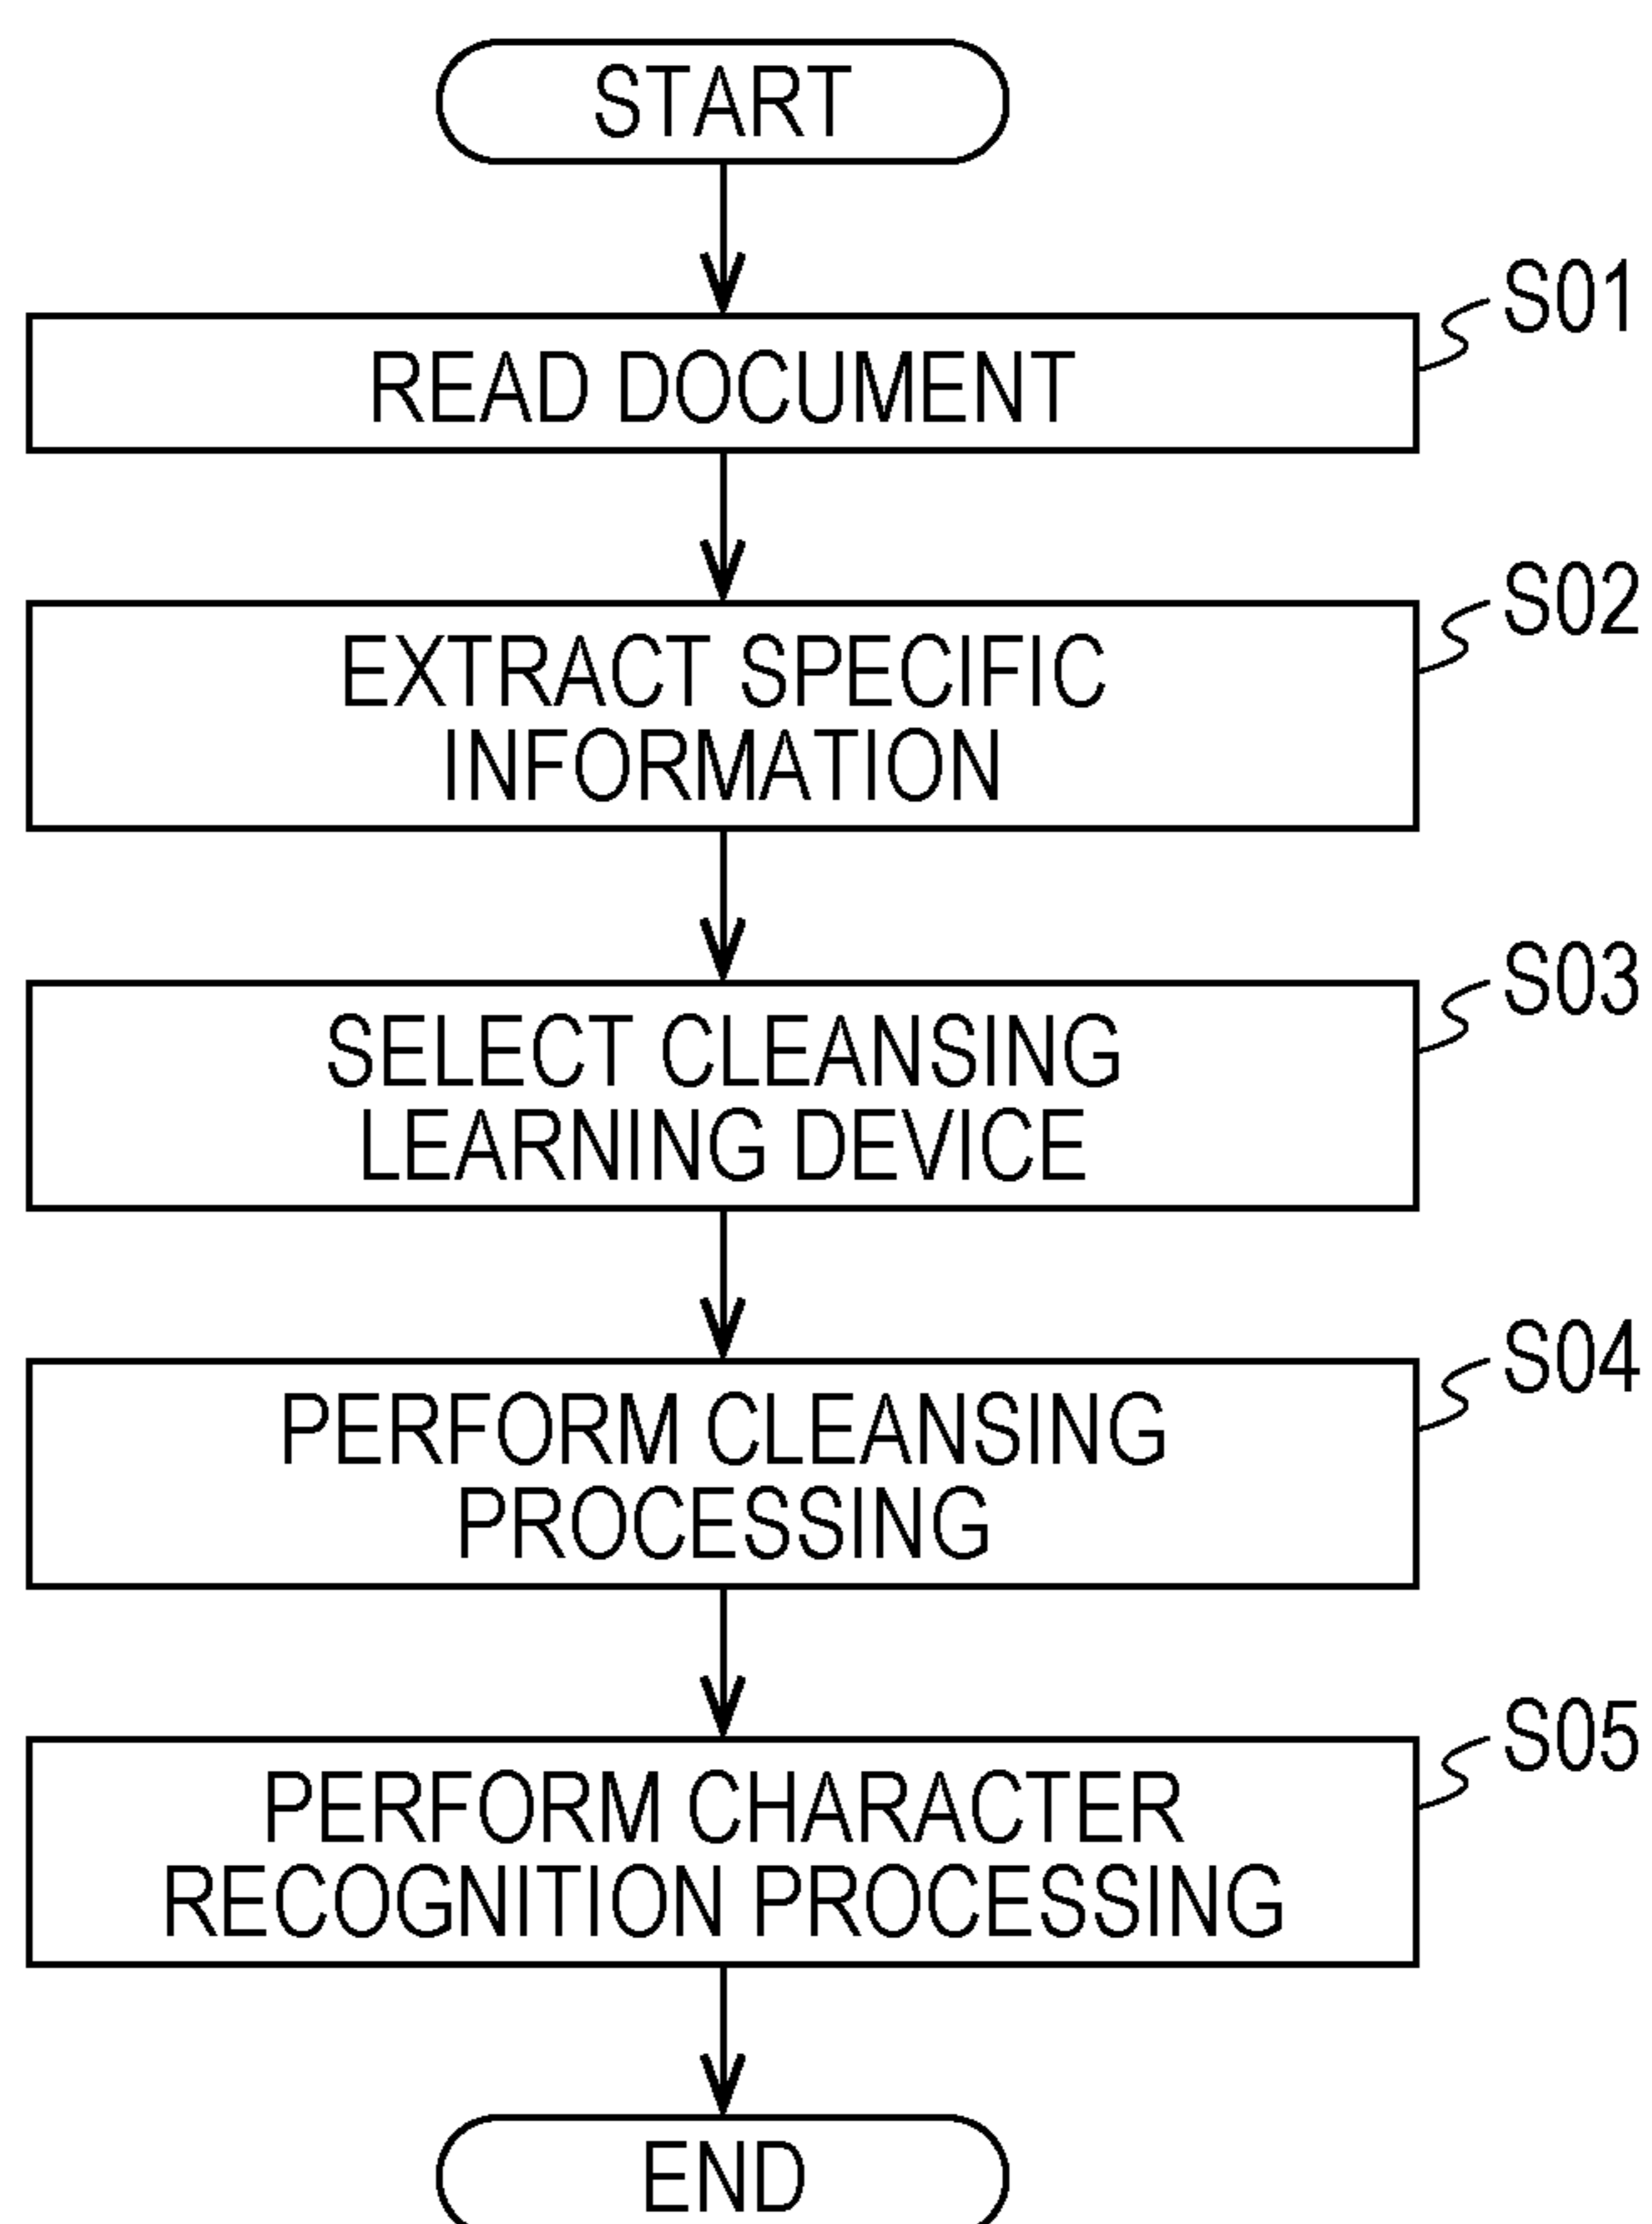 START
S01
READ DOCUMENT
S02
EXTRACT SPECIFIC
INFORMATION
S03
SELECT CLEANSING
LEARNING DEVICE
S04
PERFORM CLEANSING
PROCESSING
S05
PERFORM CHARACTER
RECOGNITION PROCESSING
END